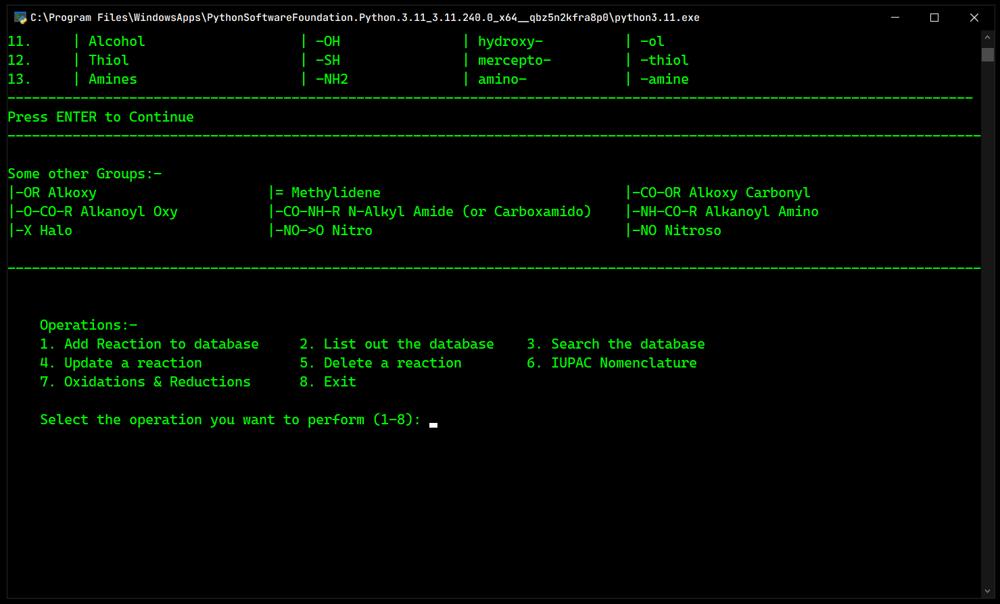 C:\Program Files\WindowsApps\PythonSoftwareFoundation.Python.3.11_3.11.240.0_x64__qbz5n2kfra8p0\python3.11.exe
11. | Alcohol | -OH | hydroxy- | -ol
12. | Thiol | -SH | mercepto- | -thiol
13. | Amines | -NH2 | amino- | -amine
Press ENTER to Continue
Some other Groups:-
|-OR Alkoxy |= Methylidene |-CO-OR Alkoxy Carbonyl
|-O-CO-R Alkanoyl Oxy |-CO-NH-R N-Alkyl Amide (or Carboxamido) |-NH-CO-R Alkanoyl Amino
|-X Halo |-NO->O Nitro |-NO Nitroso
Operations:-
1. Add Reaction to database 2. List out the database 3. Search the database
4. Update a reaction 5. Delete a reaction 6. IUPAC Nomenclature
7. Oxidations & Reductions 8. Exit
Select the operation you want to perform (1-8):